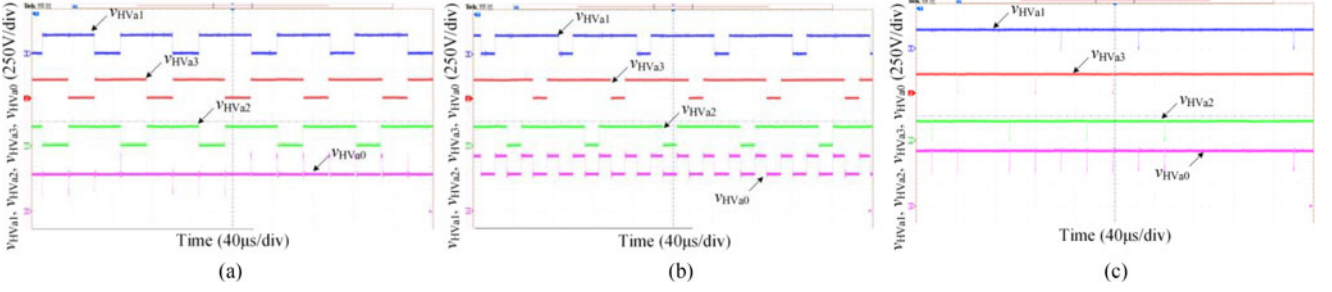 Tek
vHVa1
vHVa3
vHVa2
vHVa0
vHVa1, vHVa2, vHVa3, vHVa0 (250V/div)
Time (40μs/div)
(a)
Tek
vHVa1
vHVa3
vHVa2
vHVa0
vHVa1, vHVa2, vHVa3, vHVa0 (250V/div)
Time (40μs/div)
(b)
vHVa1
vHVa3
vHVa2
vHVa0
vHVa1, vHVa2, vHVa3, vHVa0 (250V/div)
Time (40μs/div)
(c)